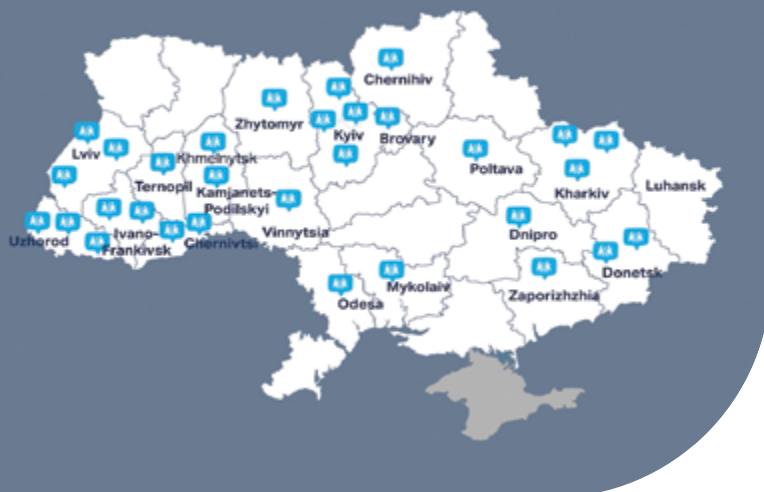 Chernihiv
Zhytomyr
Kyiv
Brovary
Lviv
Khmelnytsk
Ternopil
Poltava
Kamjanets-
Podilskyi
Kharkiv
Luhansk
Uzhorod
Ivano-
Frankivsk
Chernivtsi
Vinnytsia
Dnipro
Donetsk
Odesa
Mykolaiv
Zaporizhzhia